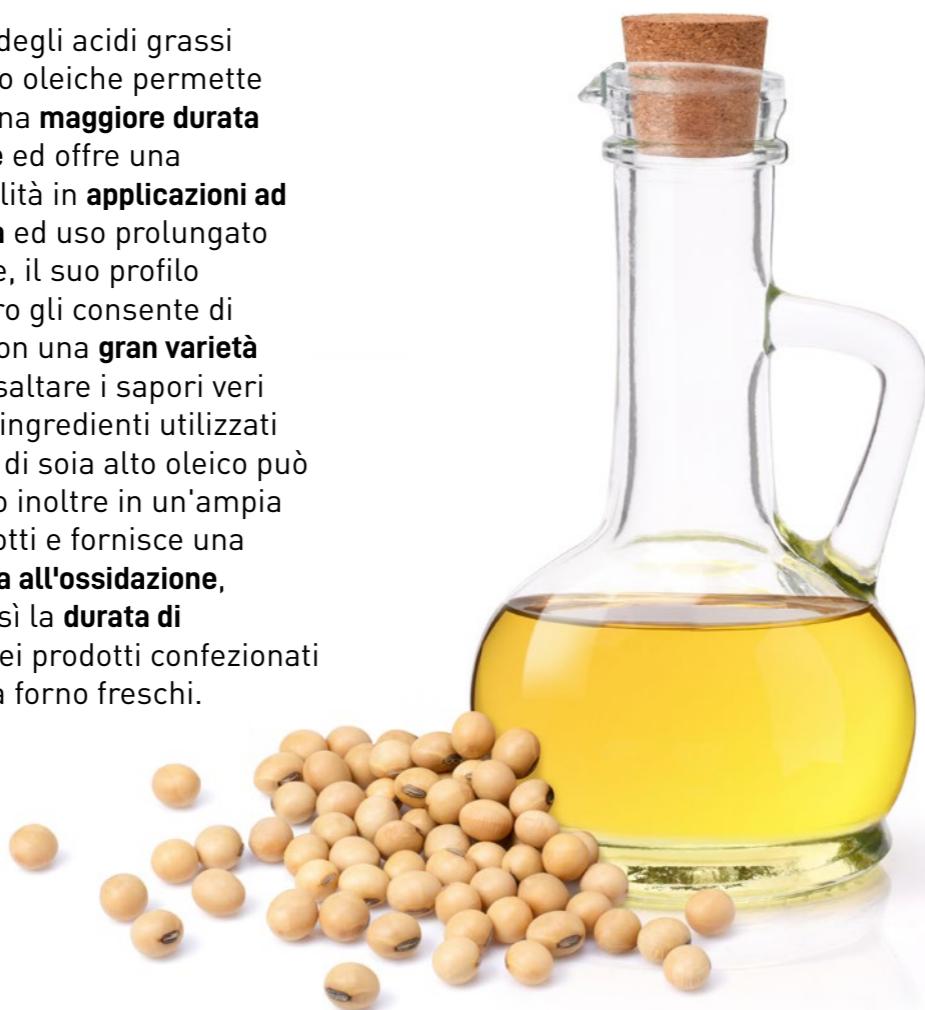 degli acidi grassi
o oleiche permette
na maggiore durata
e ed offre una
lità in applicazioni ad
a ed uso prolungato
e, il suo profilo
ro gli consente di
on una gran varietà
saltare i sapori veri
ingredienti utilizzati
di soia alto oleico può
o inoltre in un'ampia
otti e fornisce una
a all'ossidazione,
sì la durata di
ei prodotti confezionati
a forno freschi.